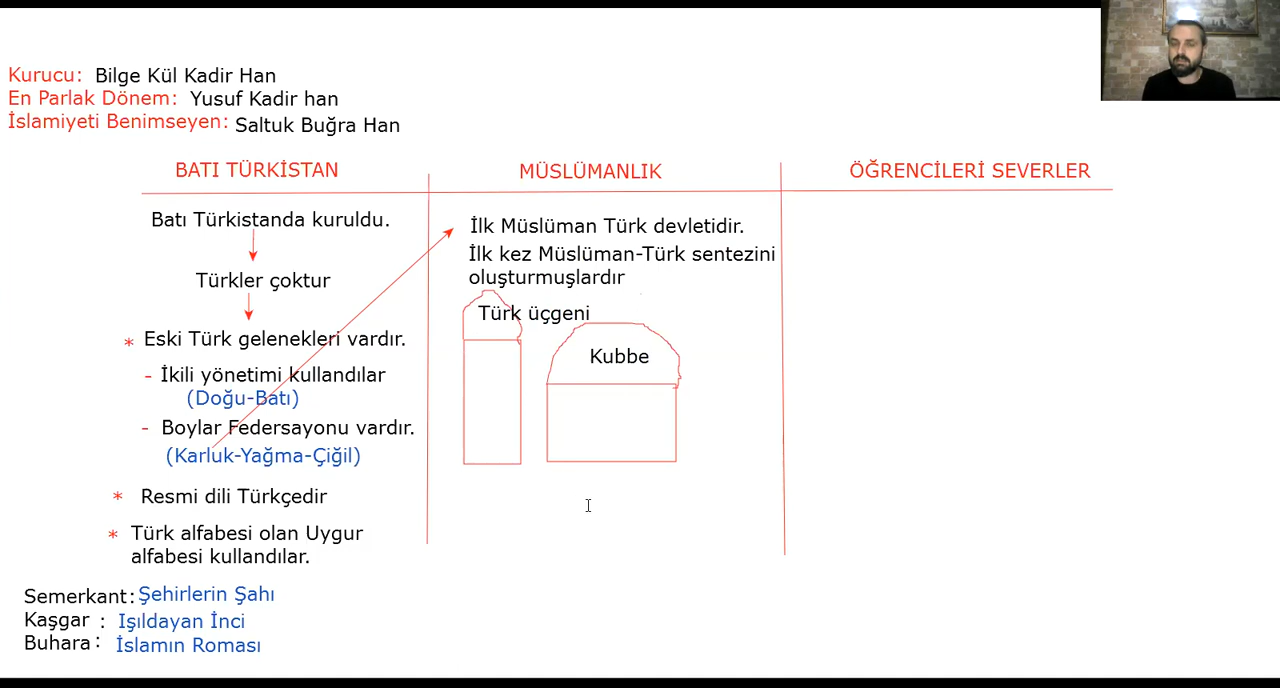 Kurucu: Bilge Kül Kadir Han
En Parlak Dönem: Yusuf Kadir han
İslamiyeti Benimseyen: Saltuk Buğra Han
BATI TÜRKİSTAN
Batı Türkistanda kuruldu.
Türkler çoktur
* Eski Türk gelenekleri vardır.
- İkili yönetimi kullandılar
(Doğu-Batı)
- Boylar Federsayonu vardır.
(Karluk-Yağma-Çiğil)
* Resmi dili Türkçedir
* Türk alfabesi olan Uygur
alfabesi kullandılar.
MÜSLÜMANLIK
İlk Müslüman Türk devletidir.
İlk kez Müslüman-Türk sentezini
oluşturmuşlardır
Türk üçgeni
Kubbe
ÖĞRENCİLERİ SEVERLER
Semerkant: Şehirlerin Şahı
Kaşgar : Işıldayan İnci
Buhara : İslamın Roması